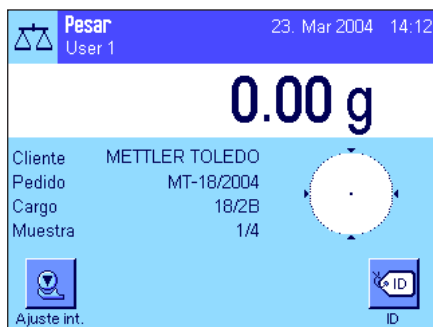 Pesar 23. Mar 2004 14:12
User 1
0.00 g
Cliente METTLER TOLEDO
Pedido MT-18/2004
Cargo 18/2B
Muestra 1/4
ID
Ajuste int. ID